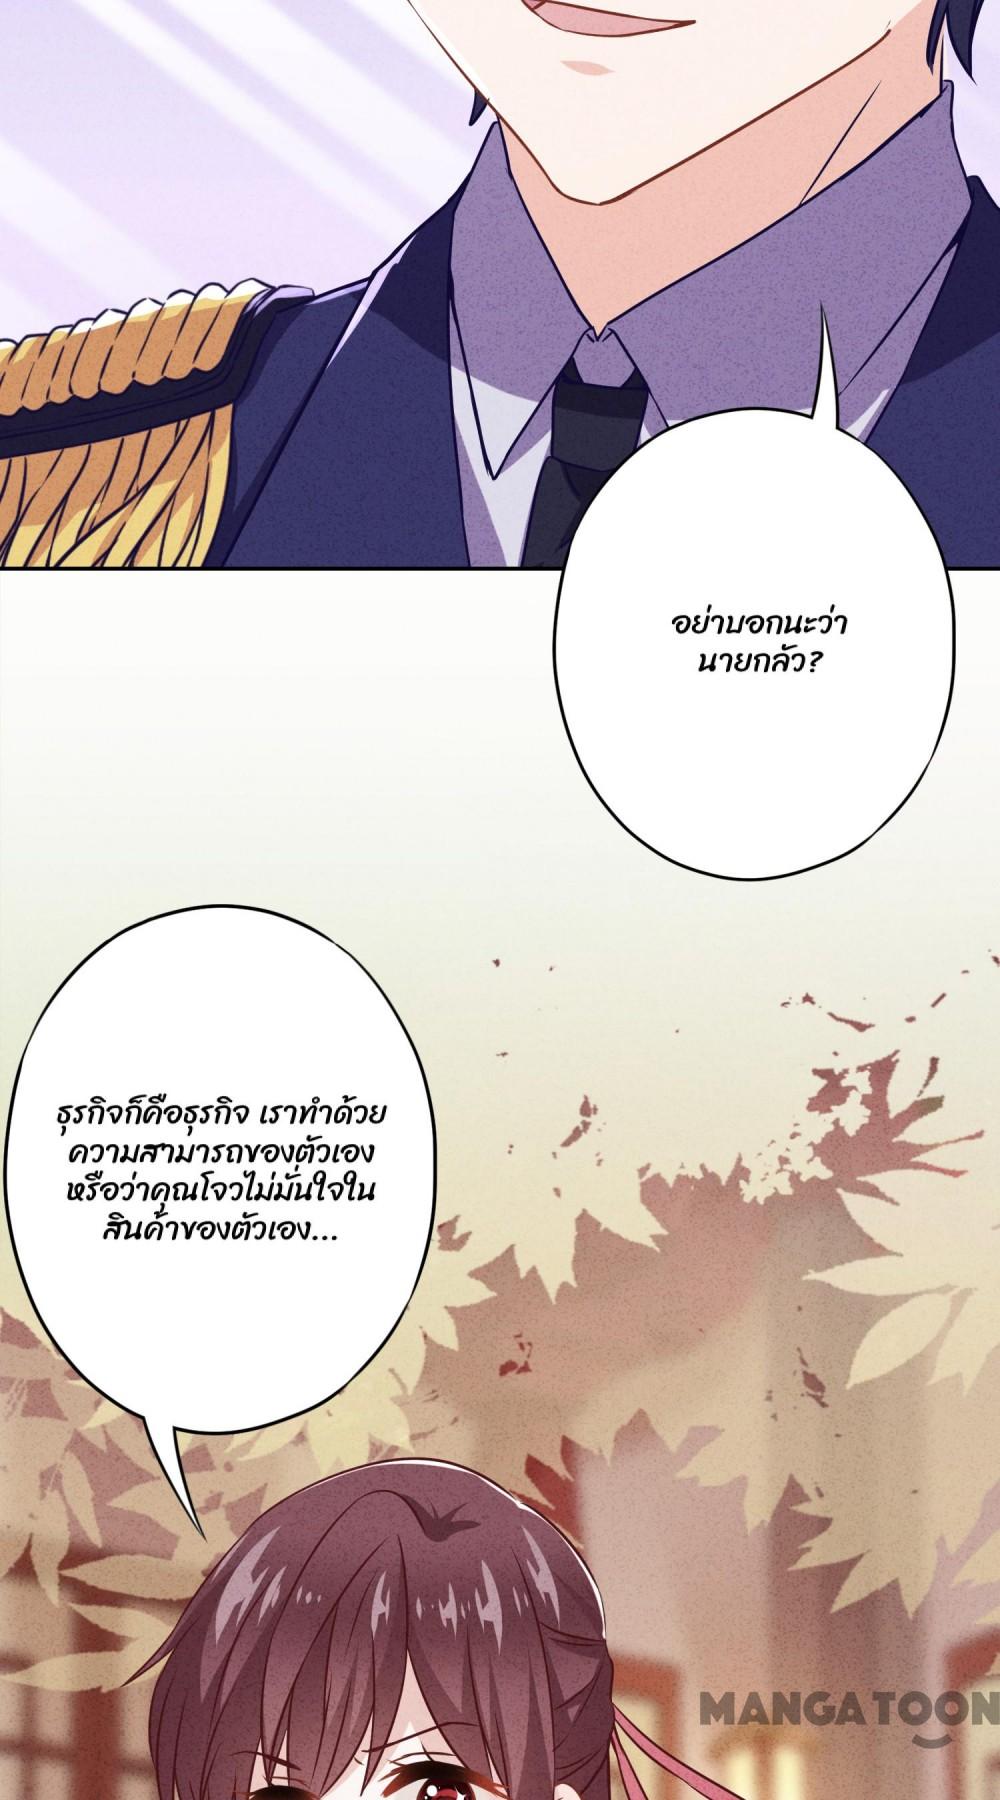 อย่าบอกนะว่า
นายกลัว?
ธุรกิจก็คือธุรกิจ เราทำด้วย
ความสามารถของตัวเอง
หรือว่าคุณโจวไม่มั่นใจใน
สินค้าของตัวเอง...
MANGATOON